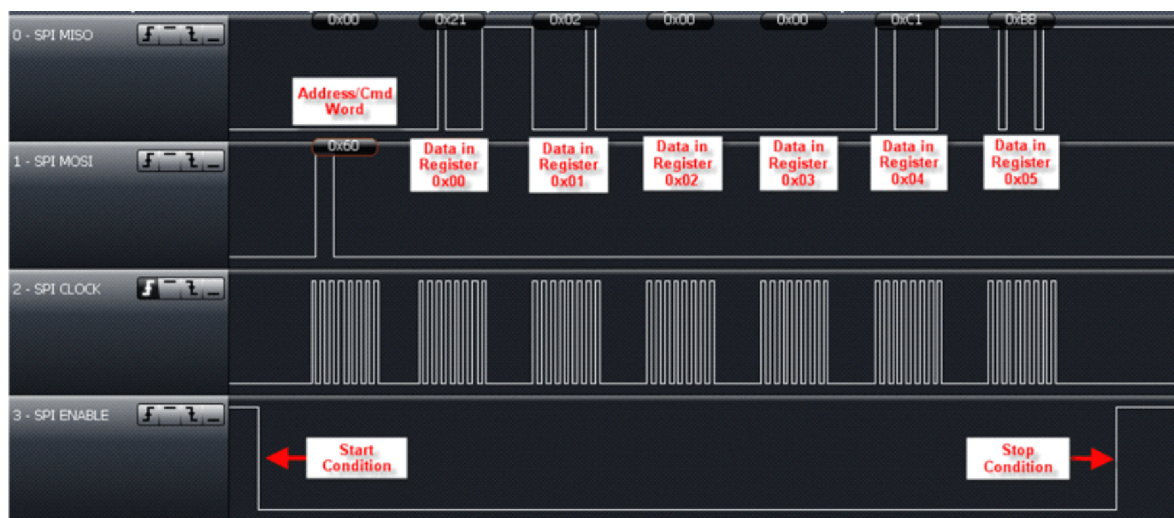 0x00 0x21 0x02 0x00 0x00 0xC1 0xBB
0 - SPI MISO
Address/Cmd
Word
0x60
1 - SPI MOSI
Data in
Register
0x00
Data in
Register
0x01
Data in
Register
0x02
Data in
Register
0x03
Data in
Register
0x04
Data in
Register
0x05
2 - SPI CLOCK
3 - SPI ENABLE
Start
Condition
Stop
Condition